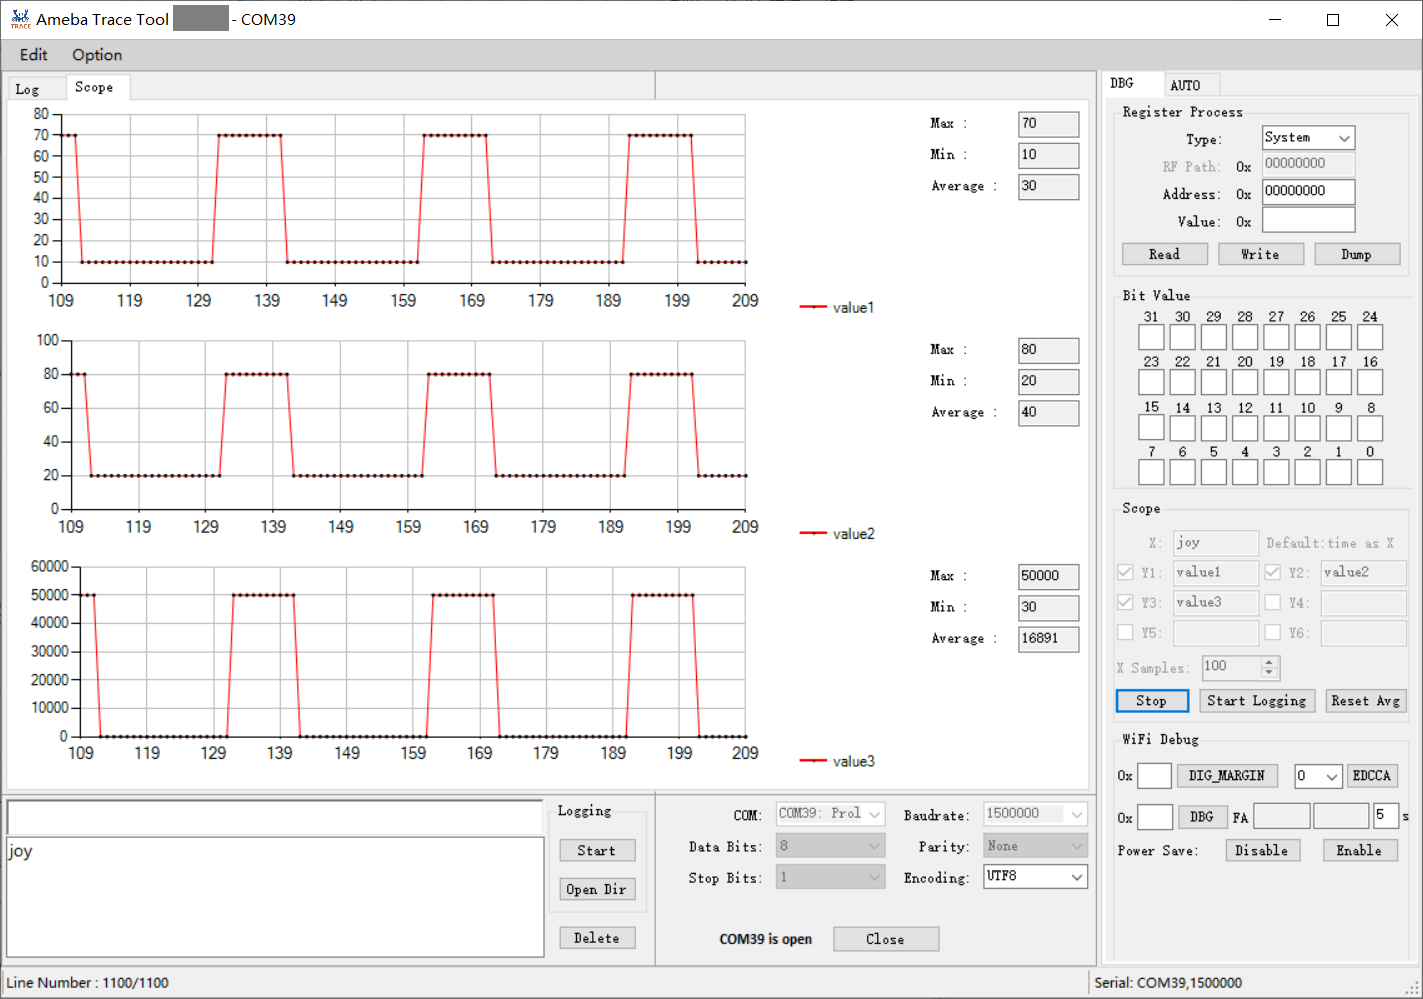 TRACE Ameba Trace Tool - COM39
Edit Option
Log Scope
80
70
60
50
40
30
20
10
0
109 119 129 139 149 159 169 179 189 199 209
value1
Max : 70
Min : 10
Average : 30
100
80
60
40
20
0
109 119 129 139 149 159 169 179 189 199 209
value2
Max : 80
Min : 20
Average : 40
60000
50000
40000
30000
20000
10000
0
109 119 129 139 149 159 169 179 189 199 209
value3
Max : 50000
Min : 30
Average : 16891
joy
Logging
Start
Open Dir
Delete
COM: COM39: Prol Baudrate: 1500000
Data Bits: 8 Parity: None
Stop Bits: 1 Encoding: UTF8
COM39 is open Close
DBG AUTO
Register Process
Type: System
RF Path: 0x 00000000
Address: 0x 00000000
Value: 0x
Read Write Dump
Bit Value
31 30 29 28 27 26 25 24
23 22 21 20 19 18 17 16
15 14 13 12 11 10 9 8
7 6 5 4 3 2 1 0
Scope
X: joy Default:time as X
Y1: value1 Y2: value2
Y3: value3 Y4:
Y5: Y6:
X Samples: 100
Stop Start Logging Reset Avg
WiFi Debug
0x DIG_MARGIN 0 EDCCA
0x DBG FA 5 s
Power Save: Disable Enable
Line Number : 1100/1100
Serial: COM39,1500000